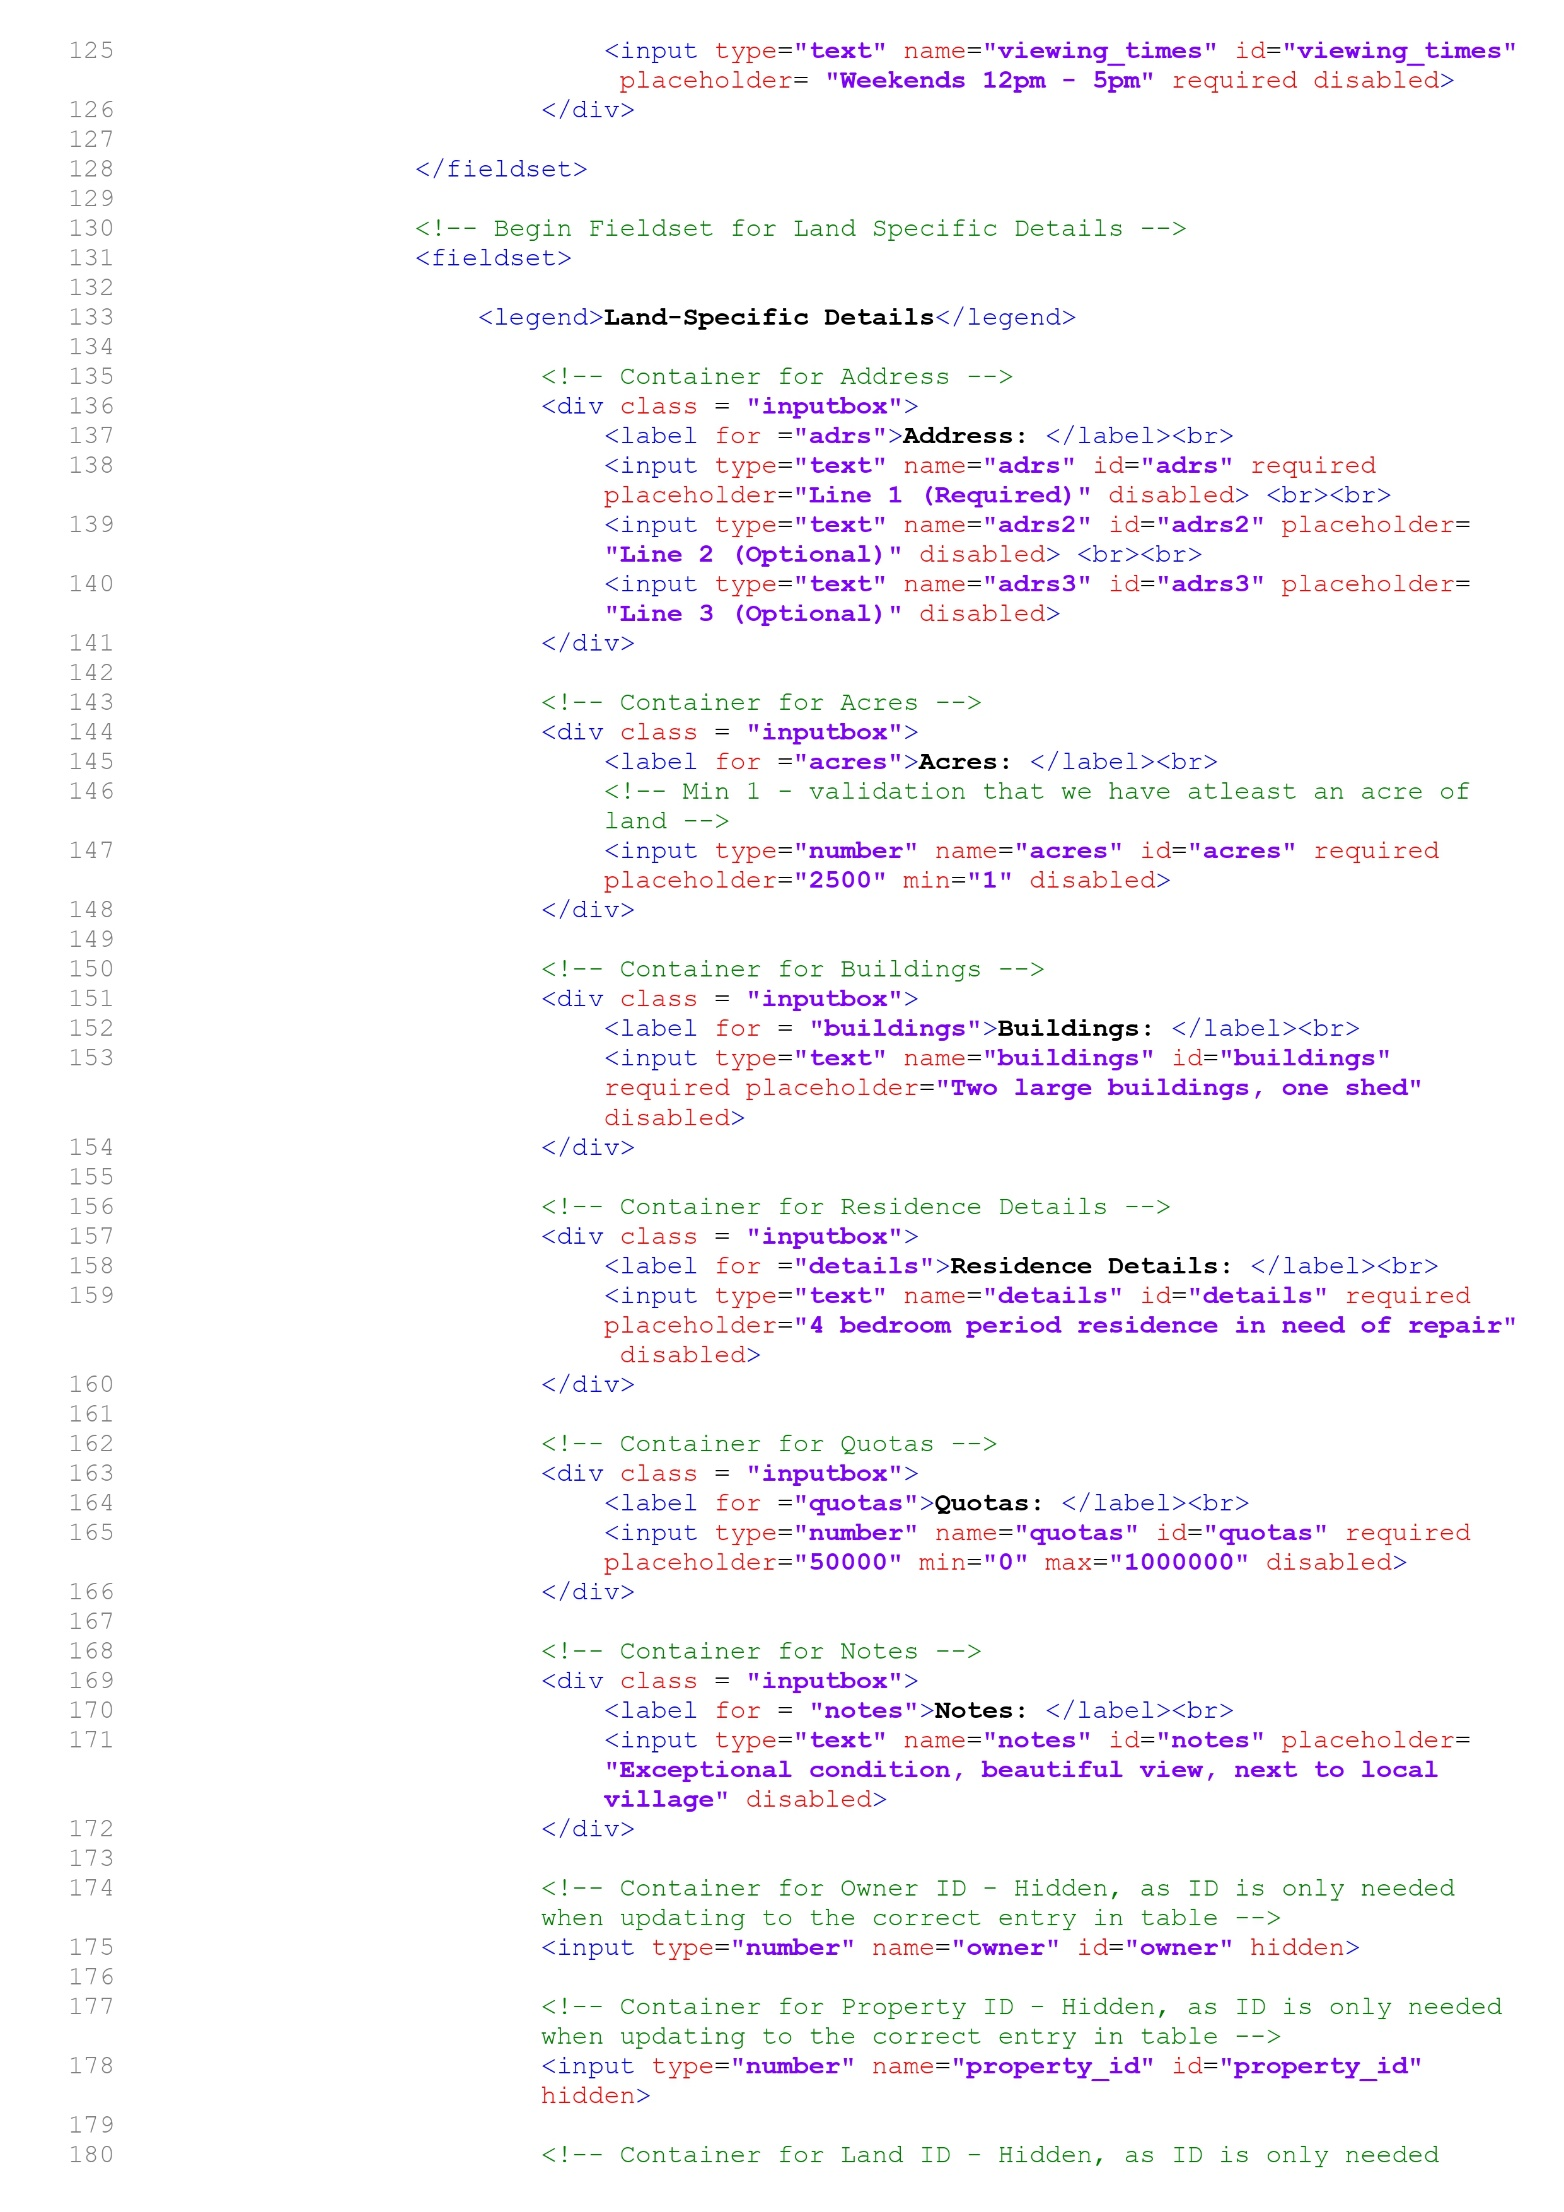 125 <input type="text" name="viewing_times" id="viewing_times"
placeholder= "Weekends 12pm - 5pm" required disabled>
126 </div>
127
128 </fieldset>
129
130 <!-- Begin Fieldset for Land Specific Details -->
131 <fieldset>
132
133 <legend>Land-Specific Details</legend>
134
135 <!-- Container for Address -->
136 <div class = "inputbox">
137 <label for ="adrs">Address: </label><br>
138 <input type="text" name="adrs" id="adrs" required
placeholder="Line 1 (Required)" disabled> <br><br>
139 <input type="text" name="adrs2" id="adrs2" placeholder=
"Line 2 (Optional)" disabled> <br><br>
140 <input type="text" name="adrs3" id="adrs3" placeholder=
"Line 3 (Optional)" disabled>
141 </div>
142
143 <!-- Container for Acres -->
144 <div class = "inputbox">
145 <label for ="acres">Acres: </label><br>
146 <!-- Min 1 - validation that we have atleast an acre of
land -->
147 <input type="number" name="acres" id="acres" required
placeholder="2500" min="1" disabled>
148 </div>
149
150 <!-- Container for Buildings -->
151 <div class = "inputbox">
152 <label for = "buildings">Buildings: </label><br>
153 <input type="text" name="buildings" id="buildings"
required placeholder="Two large buildings, one shed"
disabled>
154 </div>
155
156 <!-- Container for Residence Details -->
157 <div class = "inputbox">
158 <label for ="details">Residence Details: </label><br>
159 <input type="text" name="details" id="details" required
placeholder="4 bedroom period residence in need of repair"
disabled>
160 </div>
161
162 <!-- Container for Quotas -->
163 <div class = "inputbox">
164 <label for ="quotas">Quotas: </label><br>
165 <input type="number" name="quotas" id="quotas" required
placeholder="50000" min="0" max="1000000" disabled>
166 </div>
167
168 <!-- Container for Notes -->
169 <div class = "inputbox">
170 <label for = "notes">Notes: </label><br>
171 <input type="text" name="notes" id="notes" placeholder=
"Exceptional condition, beautiful view, next to local
village" disabled>
172 </div>
173
174 <!-- Container for Owner ID - Hidden, as ID is only needed
when updating to the correct entry in table -->
175 <input type="number" name="owner" id="owner" hidden>
176
177 <!-- Container for Property ID - Hidden, as ID is only needed
when updating to the correct entry in table -->
178 <input type="number" name="property_id" id="property_id"
hidden>
179
180 <!-- Container for Land ID - Hidden, as ID is only needed